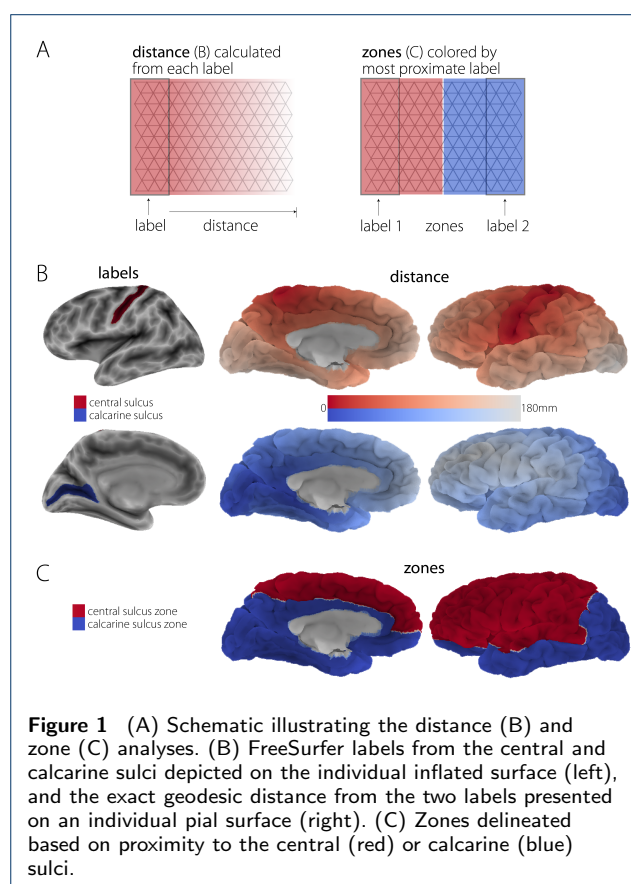 A
distance (B) calculated
from each label
zones (C) colored by
most proximate label
label
distance
label 1
zones
label 2
B
labels
distance
central sulcus
calcarine sulcus
0
180mm
C
zones
central sulcus zone
calcarine sulcus zone
Figure 1 (A) Schematic illustrating the distance (B) and
zone (C) analyses. (B) FreeSurfer labels from the central and
calcarine sulci depicted on the individual inflated surface (left),
and the exact geodesic distance from the two labels presented
on an individual pial surface (right). (C) Zones delineated
based on proximity to the central (red) or calcarine (blue)
sulci.